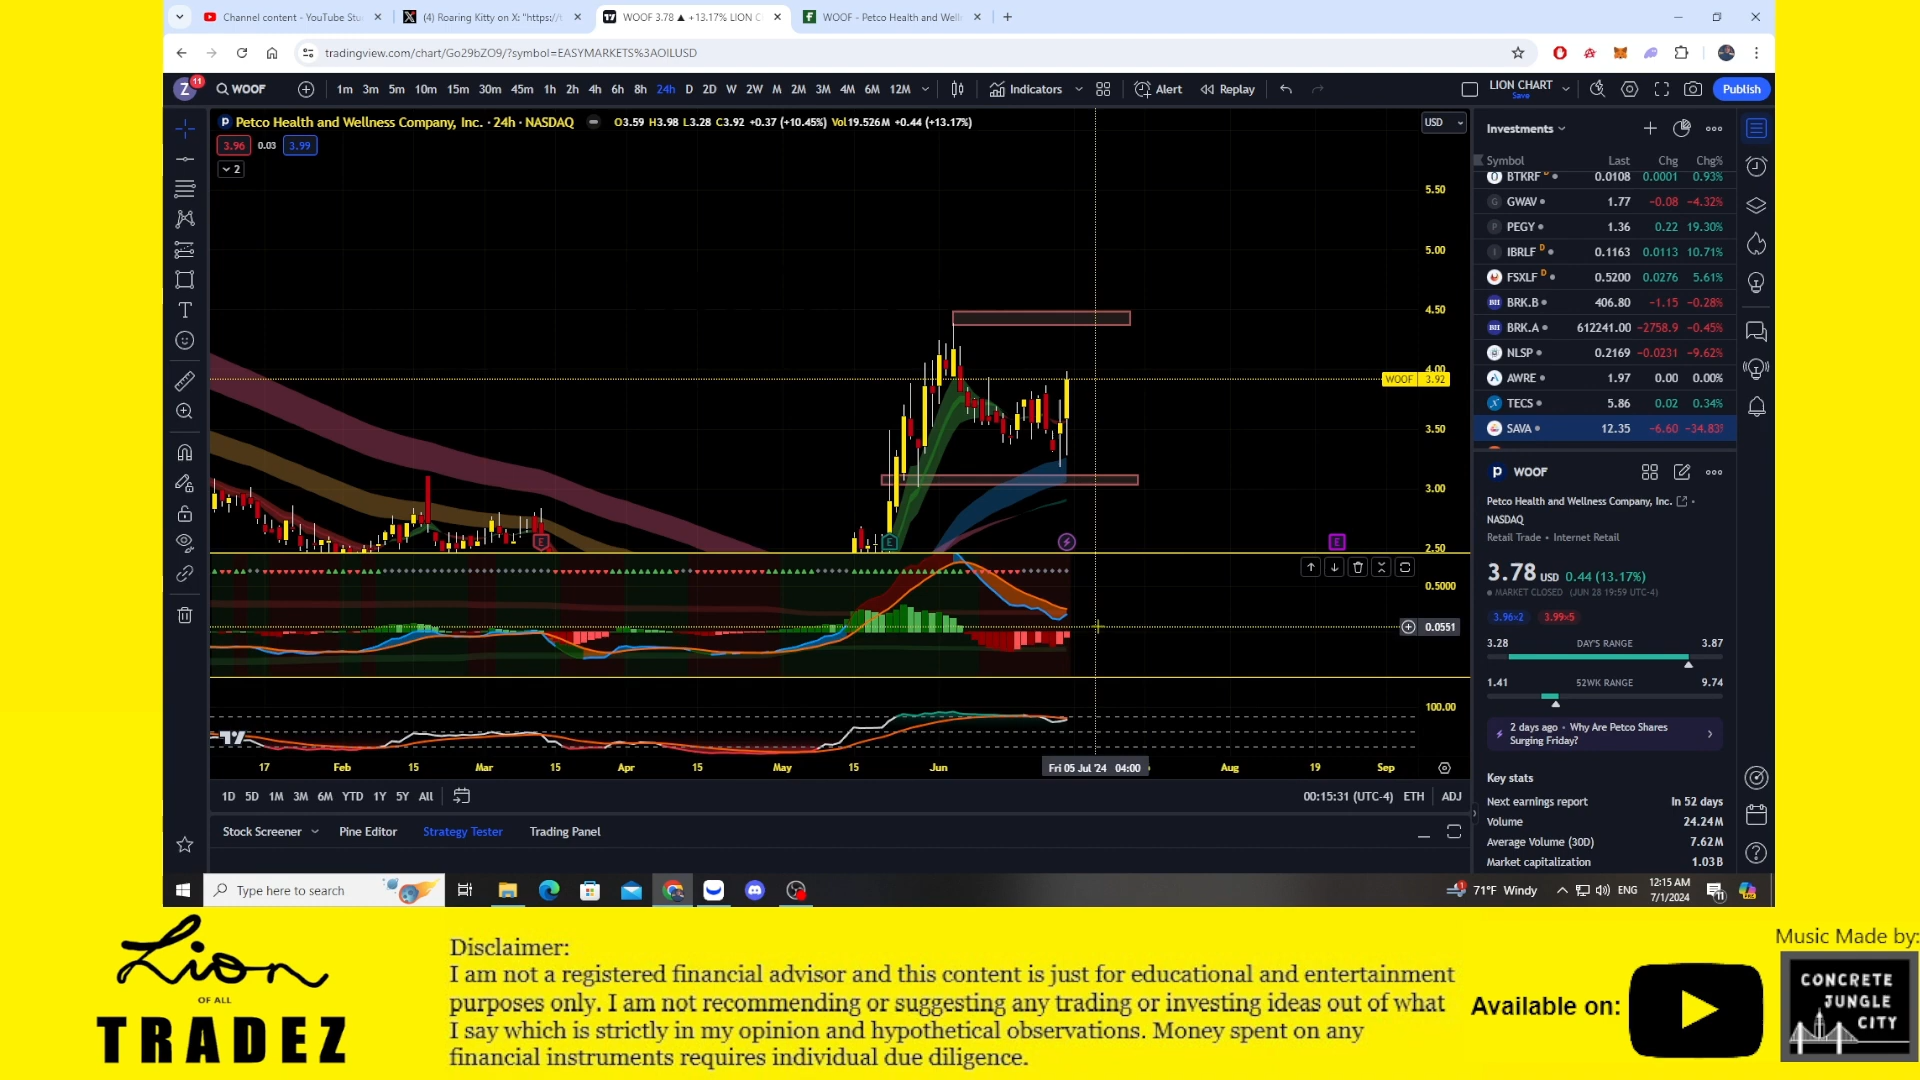 Channel content - YouTube Stu
(4) Roaring Kitty on X: "https://t
WOOF 3.78 ▲ +13.17% LION C
WOOF - Petco Health and Well
tradingview.com/chart/Go29bZO9/?symbol=EASYMARKETS%3AOILUSD
Z 11 WOOF 1m 3m 5m 10m 15m 30m 45m 1h 2h 4h 6h 8h 24h D 2D W 2W M 2M 3M 4M 6M 12M Indicators Alert Replay LION CHART Save Publish
Petco Health and Wellness Company, Inc. · 24h · NASDAQ O3.59 H3.98 L3.28 C3.92 +0.37 (+10.45%) Vol19.526M +0.44 (+13.17%)
USD
3.96 0.03 3.99
2
5.50
5.00
4.50
4.00
WOOF 3.92
3.50
3.00
2.50
0.5000
0.0551
100.00
E E E
17 Feb 15 Mar 15 Apr 15 May 15 Jun Fri 05 Jul '24 04:00 Aug 19 Sep
1D 5D 1M 3M 6M YTD 1Y 5Y All 00:15:31 (UTC-4) ETH ADJ
Stock Screener Pine Editor Strategy Tester Trading Panel
Investments
Symbol Last Chg Chg%
BTKRF D 0.0108 0.0001 0.93%
GWAV 1.77 -0.08 -4.32%
PEGY 1.36 0.22 19.30%
IBRLF D 0.1163 0.0113 10.71%
FSXLF D 0.5200 0.0276 5.61%
BRK.B 406.80 -1.15 -0.28%
BRK.A 612241.00 -2758.9 -0.45%
NLSP 0.2169 -0.0231 -9.62%
AWRE 1.97 0.00 0.00%
TECS 5.86 0.02 0.34%
SAVA 12.35 -6.60 -34.83%
WOOF
Petco Health and Wellness Company, Inc.
NASDAQ
Retail Trade • Internet Retail
3.78 USD 0.44 (13.17%)
MARKET CLOSED (JUN 28 19:59 UTC-4)
3.96×2 3.99×5
3.28 DAY'S RANGE 3.87
1.41 52WK RANGE 9.74
2 days ago • Why Are Petco Shares
Surging Friday?
Key stats
Next earnings report In 52 days
Volume 24.24M
Average Volume (30D) 7.62M
Market capitalization 1.03B
Type here to search
71°F Windy ENG 12:15 AM
7/1/2024
Lion
OF ALL
TRADEZ
Disclaimer:
I am not a registered financial advisor and this content is just for educational and entertainment
purposes only. I am not recommending or suggesting any trading or investing ideas out of what
I say which is strictly in my opinion and hypothetical observations. Money spent on any
financial instruments requires individual due diligence.
Available on:
Music Made by:
CONCRETE
JUNGLE
CITY